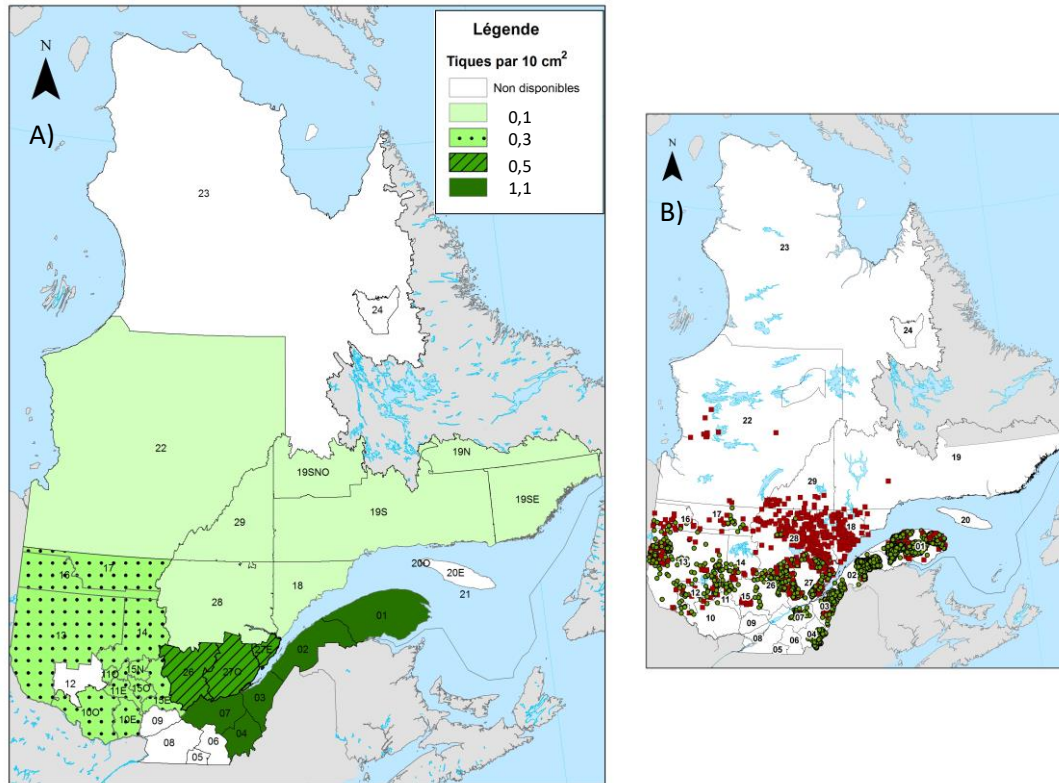 Légende
Tiques par 10 cm²
Non disponibles
0,1
0,3
0,5
1,1
N
A)
23
24
22
19N
19SNO
19SE
29
19S
18
28
20O
20E
21
16
17
13
14
12
11O
15N
11E
15O
15E
10O
10E
26
27O
27E
01
02
03
07
04
09
08
06
05
N
B)
23
24
22
19
29
16
17
18
28
20
13
14
01
02
12
11
15
26
27
03
07
10
09
04
08
06
05